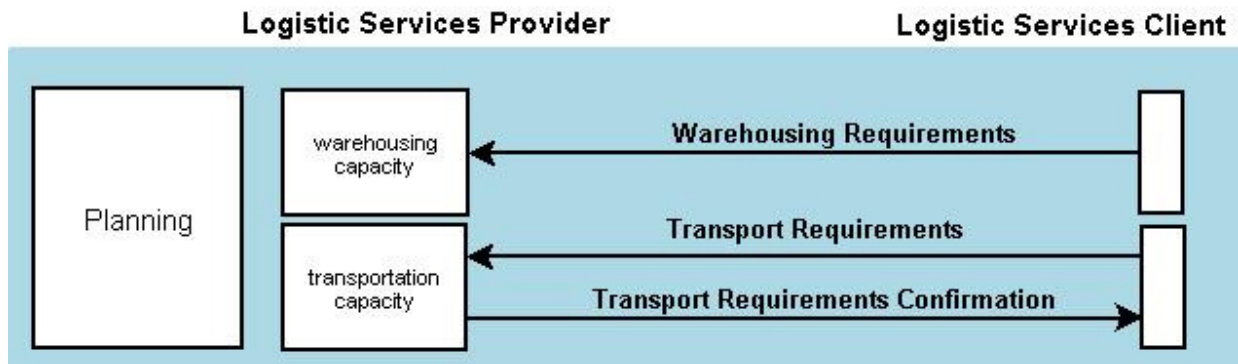 Logistic Services Provider
Logistic Services Client
Planning
warehousing
capacity
Warehousing Requirements
transportation
capacity
Transport Requirements
Transport Requirements Confirmation